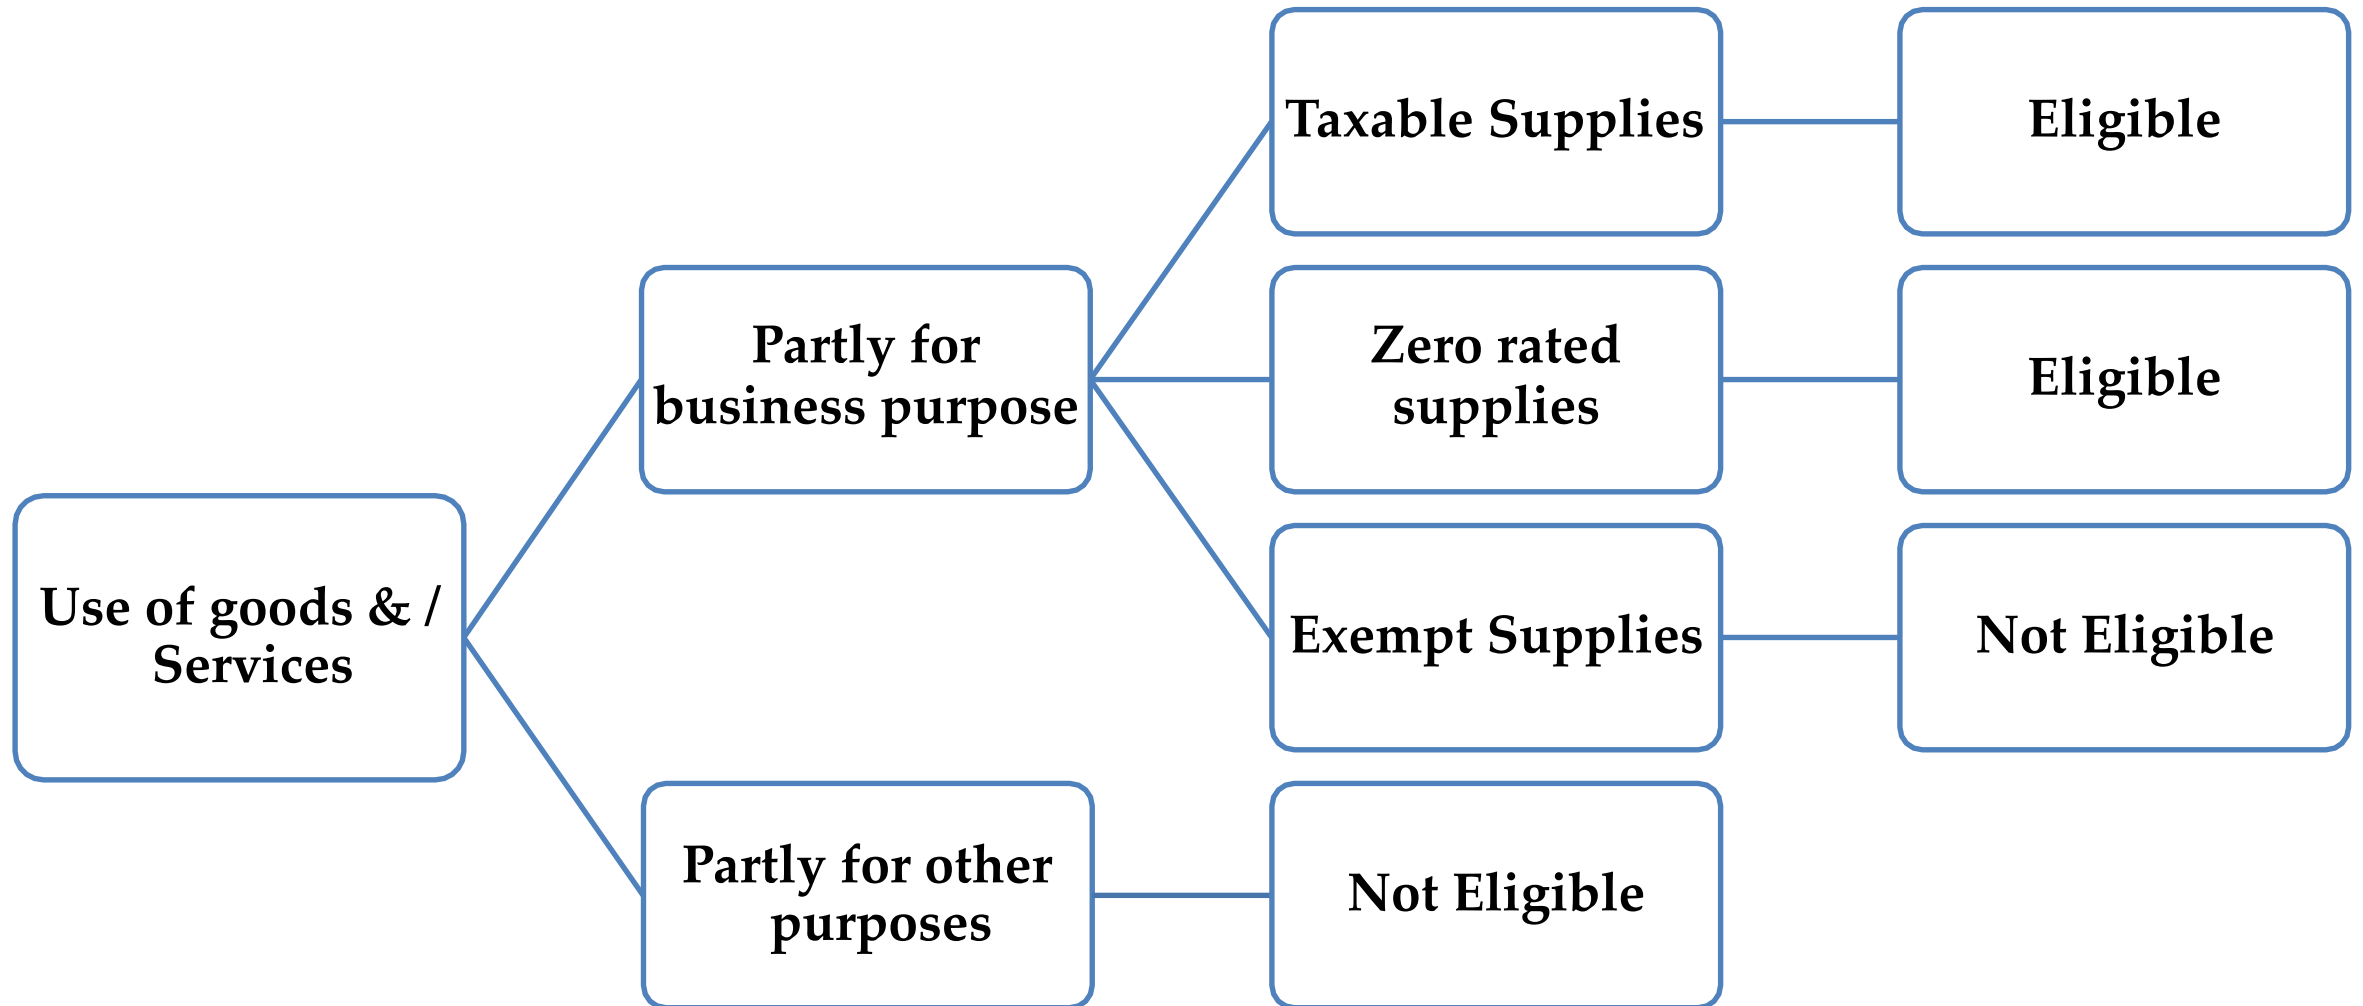 Taxable Supplies
Eligible
Partly for
business purpose
Zero rated
supplies
Eligible
Use of goods & /
Services
Exempt Supplies
Not Eligible
Partly for other
purposes
Not Eligible